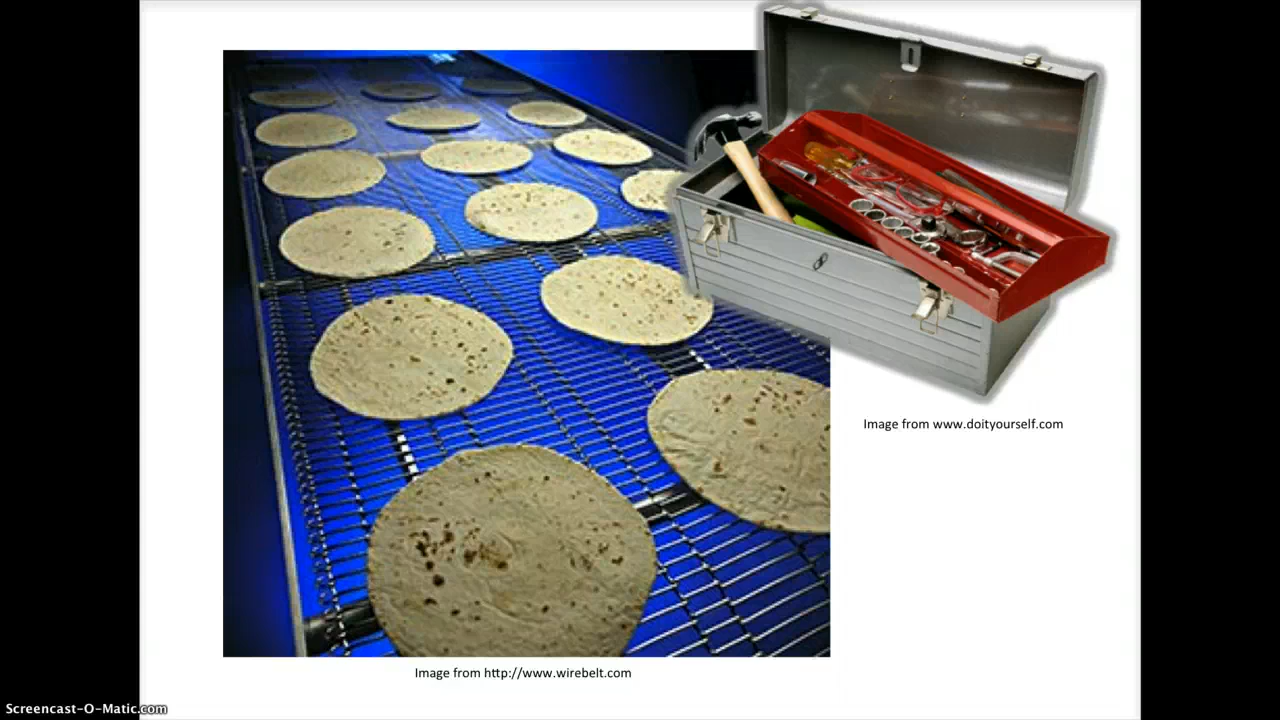 Image from www.doityourself.com
Image from http://www.wirebelt.com
Screencast-O-Matic.com